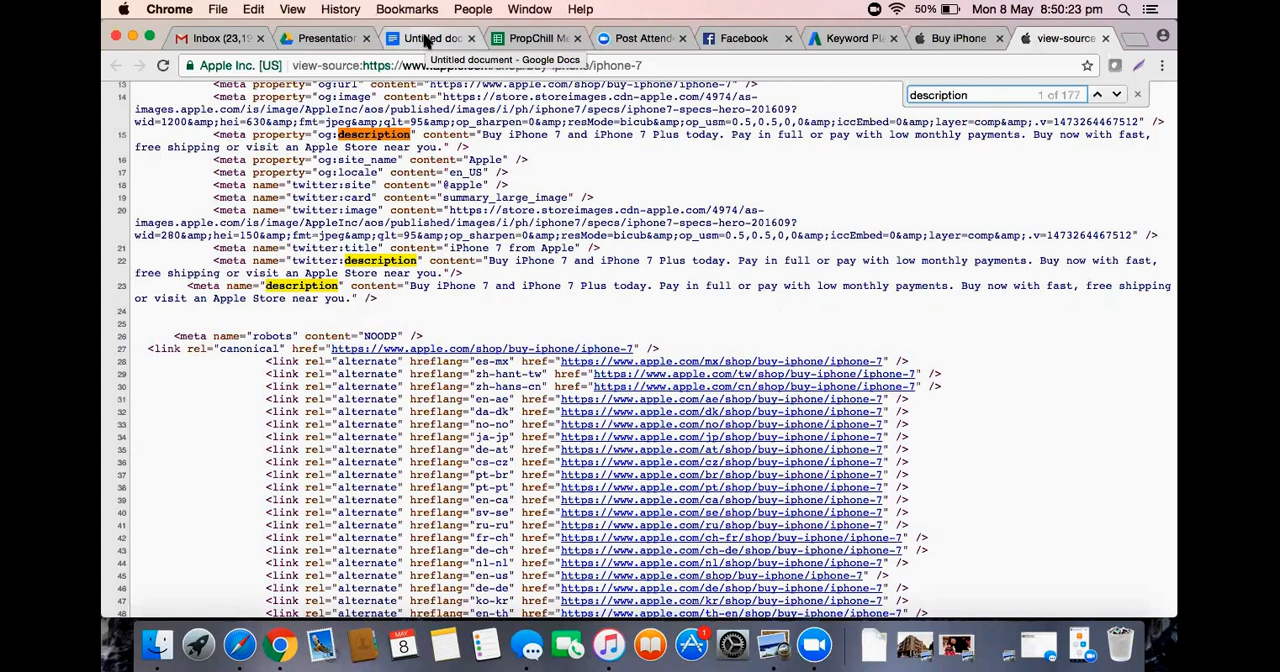 Chrome File Edit View History Bookmarks People Window Help 50% Mon 8 May 8:50:23 pm
Inbox (23,19 Presentation Untitled doc PropChill Me Post Attend Facebook Keyword Pla Buy iPhone view-source
Apple Inc. [US] view-source:https://www.apple.com/shop/buy-iphone/iphone-7
Untitled document - Google Docs
description 1 of 177
13 <meta property="og:url" content="https://www.apple.com/shop/buy-iphone/iphone-7" />
14 <meta property="og:image" content="https://store.storeimages.cdn-apple.com/4974/as-
images.apple.com/is/image/AppleInc/aos/published/images/i/ph/iphone7/specs/iphone7-specs-hero-201609?
wid=1200&amp;hei=630&amp;fmt=jpeg&amp;qlt=95&amp;op_sharpen=0&amp;resMode=bicub&amp;op_usm=0.5,0.5,0,0&amp;iccEmbed=0&amp;layer=comp&amp;.v=1473264467512" />
15 <meta property="og:description" content="Buy iPhone 7 and iPhone 7 Plus today. Pay in full or pay with low monthly payments. Buy now with fast,
free shipping or visit an Apple Store near you." />
16 <meta property="og:site_name" content="Apple" />
17 <meta property="og:locale" content="en_US" />
18 <meta name="twitter:site" content="@apple" />
19 <meta name="twitter:card" content="summary_large_image" />
20 <meta name="twitter:image" content="https://store.storeimages.cdn-apple.com/4974/as-
images.apple.com/is/image/AppleInc/aos/published/images/i/ph/iphone7/specs/iphone7-specs-hero-201609?
wid=280&amp;hei=150&amp;fmt=jpeg&amp;qlt=95&amp;op_sharpen=0&amp;resMode=bicub&amp;op_usm=0.5,0.5,0,0&amp;iccEmbed=0&amp;layer=comp&amp;.v=1473264467512" />
21 <meta name="twitter:title" content="iPhone 7 from Apple" />
22 <meta name="twitter:description" content="Buy iPhone 7 and iPhone 7 Plus today. Pay in full or pay with low monthly payments. Buy now with fast,
free shipping or visit an Apple Store near you."/>
23 <meta name="description" content="Buy iPhone 7 and iPhone 7 Plus today. Pay in full or pay with low monthly payments. Buy now with fast, free shipping
or visit an Apple Store near you." />
24
25
26 <meta name="robots" content="NOODP" />
27 <link rel="canonical" href="https://www.apple.com/shop/buy-iphone/iphone-7" />
28 <link rel="alternate" hreflang="es-mx" href="https://www.apple.com/mx/shop/buy-iphone/iphone-7" />
29 <link rel="alternate" hreflang="zh-hant-tw" href="https://www.apple.com/tw/shop/buy-iphone/iphone-7" />
30 <link rel="alternate" hreflang="zh-hans-cn" href="https://www.apple.com/cn/shop/buy-iphone/iphone-7" />
31 <link rel="alternate" hreflang="en-ae" href="https://www.apple.com/ae/shop/buy-iphone/iphone-7" />
32 <link rel="alternate" hreflang="da-dk" href="https://www.apple.com/dk/shop/buy-iphone/iphone-7" />
33 <link rel="alternate" hreflang="no-no" href="https://www.apple.com/no/shop/buy-iphone/iphone-7" />
34 <link rel="alternate" hreflang="ja-jp" href="https://www.apple.com/jp/shop/buy-iphone/iphone-7" />
35 <link rel="alternate" hreflang="de-at" href="https://www.apple.com/at/shop/buy-iphone/iphone-7" />
36 <link rel="alternate" hreflang="cs-cz" href="https://www.apple.com/cz/shop/buy-iphone/iphone-7" />
37 <link rel="alternate" hreflang="pt-br" href="https://www.apple.com/br/shop/buy-iphone/iphone-7" />
38 <link rel="alternate" hreflang="pt-pt" href="https://www.apple.com/pt/shop/buy-iphone/iphone-7" />
39 <link rel="alternate" hreflang="en-ca" href="https://www.apple.com/ca/shop/buy-iphone/iphone-7" />
40 <link rel="alternate" hreflang="sv-se" href="https://www.apple.com/se/shop/buy-iphone/iphone-7" />
41 <link rel="alternate" hreflang="ru-ru" href="https://www.apple.com/ru/shop/buy-iphone/iphone-7" />
42 <link rel="alternate" hreflang="fr-ch" href="https://www.apple.com/ch-fr/shop/buy-iphone/iphone-7" />
43 <link rel="alternate" hreflang="de-ch" href="https://www.apple.com/ch-de/shop/buy-iphone/iphone-7" />
44 <link rel="alternate" hreflang="nl-nl" href="https://www.apple.com/nl/shop/buy-iphone/iphone-7" />
45 <link rel="alternate" hreflang="en-us" href="https://www.apple.com/shop/buy-iphone/iphone-7" />
46 <link rel="alternate" hreflang="de-de" href="https://www.apple.com/de/shop/buy-iphone/iphone-7" />
47 <link rel="alternate" hreflang="ko-kr" href="https://www.apple.com/kr/shop/buy-iphone/iphone-7" />
48 <link rel="alternate" hreflang="en-th" href="https://www.apple.com/th-en/shop/buy-iphone/iphone-7" />
MAY
8
1